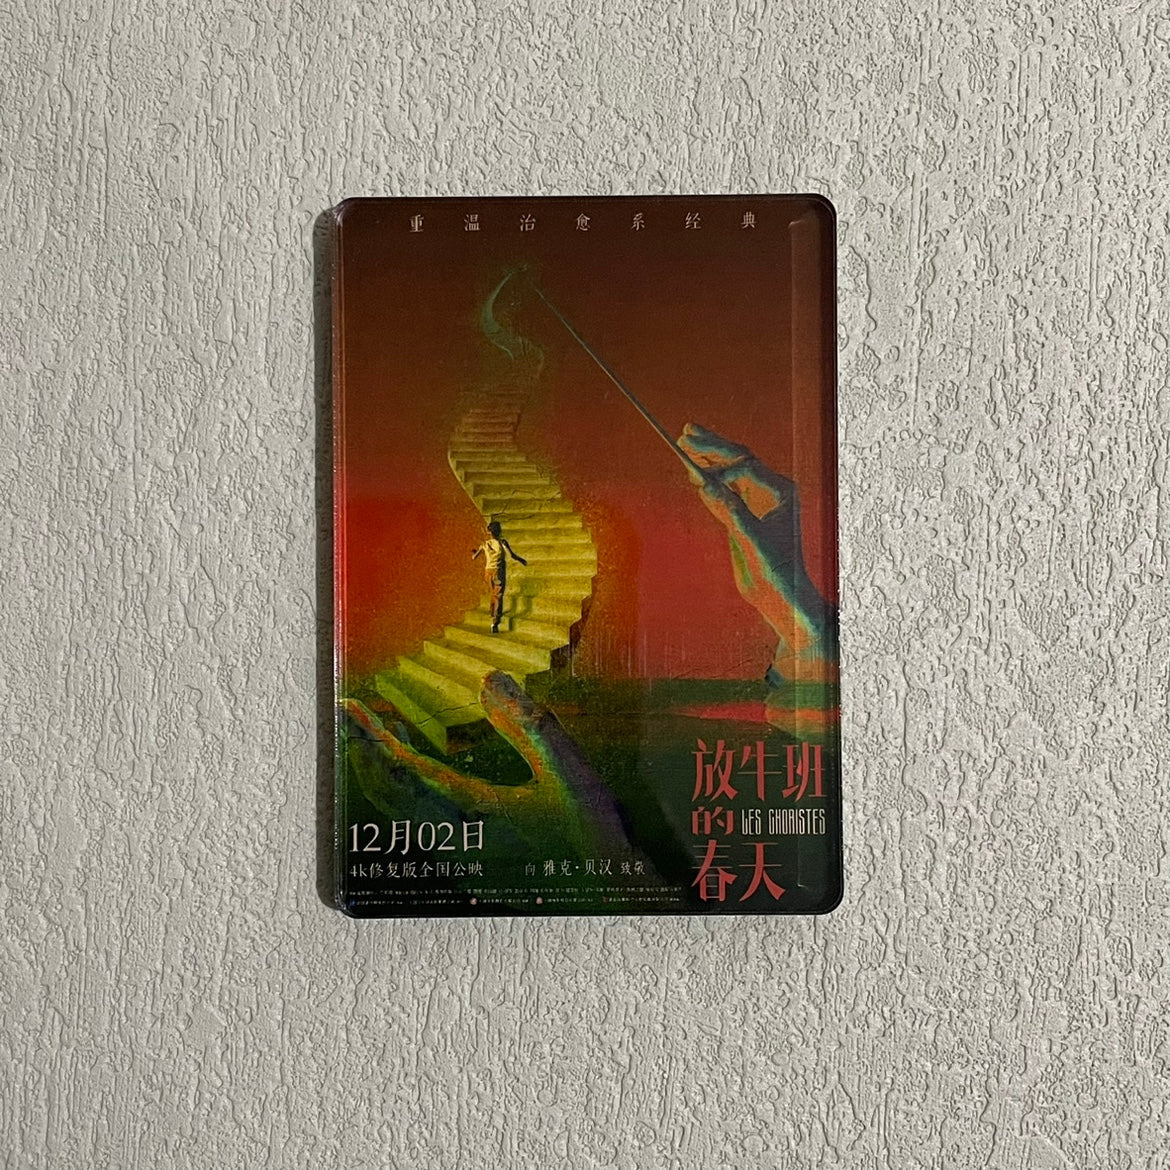 重温治愈系经典
放牛班
的 LES CHORISTES
春天
12月02日
4k修复版全国公映
向 雅克·贝汉 致敬